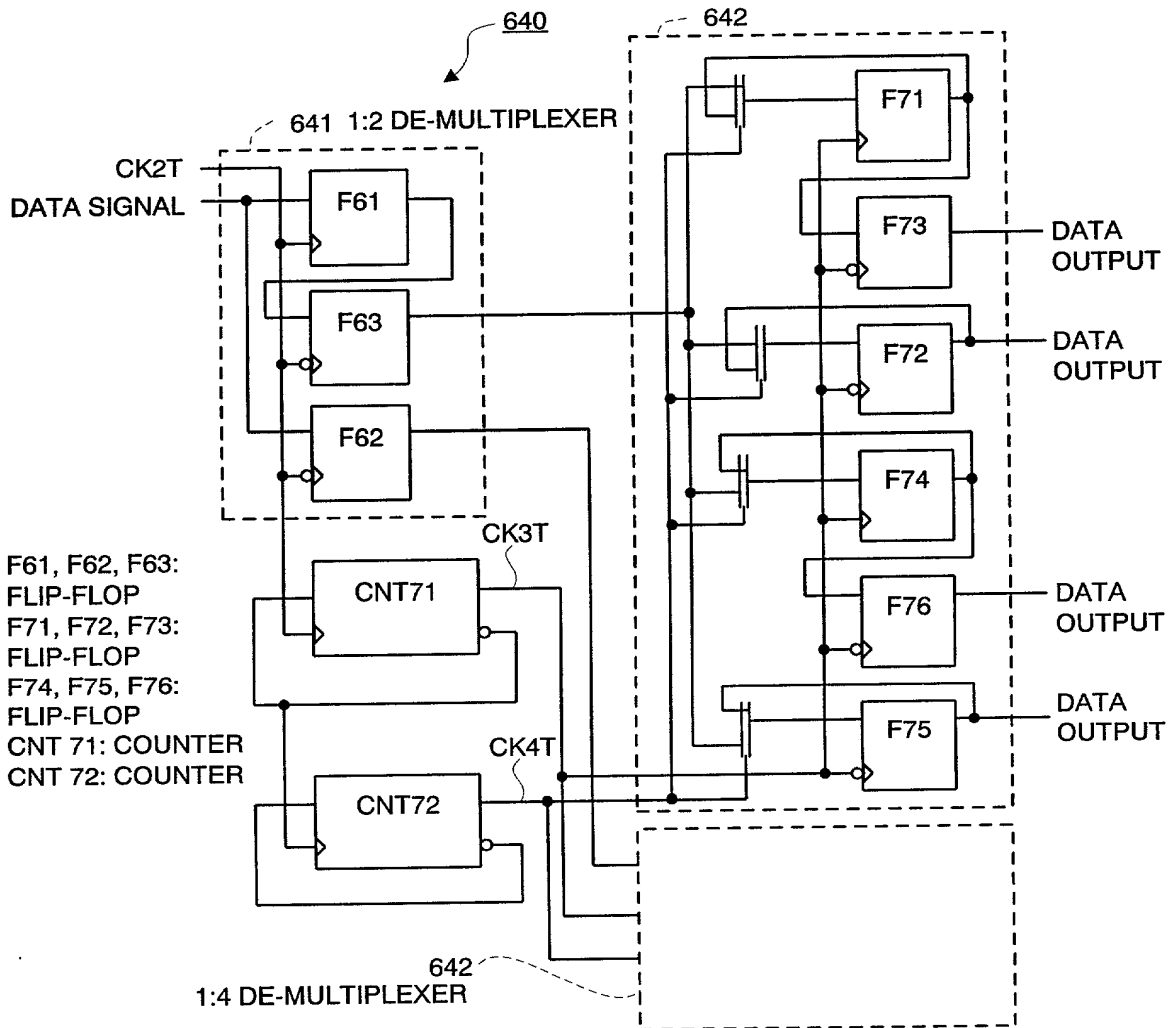 640
642
641 1:2 DE-MULTIPLEXER
CK2T
DATA SIGNAL
F61
F63
F62
F71
F73
DATA
OUTPUT
F72
DATA
OUTPUT
F74
F76
DATA
OUTPUT
F75
DATA
OUTPUT
CK3T
CNT71
CK4T
CNT72
F61, F62, F63:
FLIP-FLOP
F71, F72, F73:
FLIP-FLOP
F74, F75, F76:
FLIP-FLOP
CNT 71: COUNTER
CNT 72: COUNTER
642
1:4 DE-MULTIPLEXER